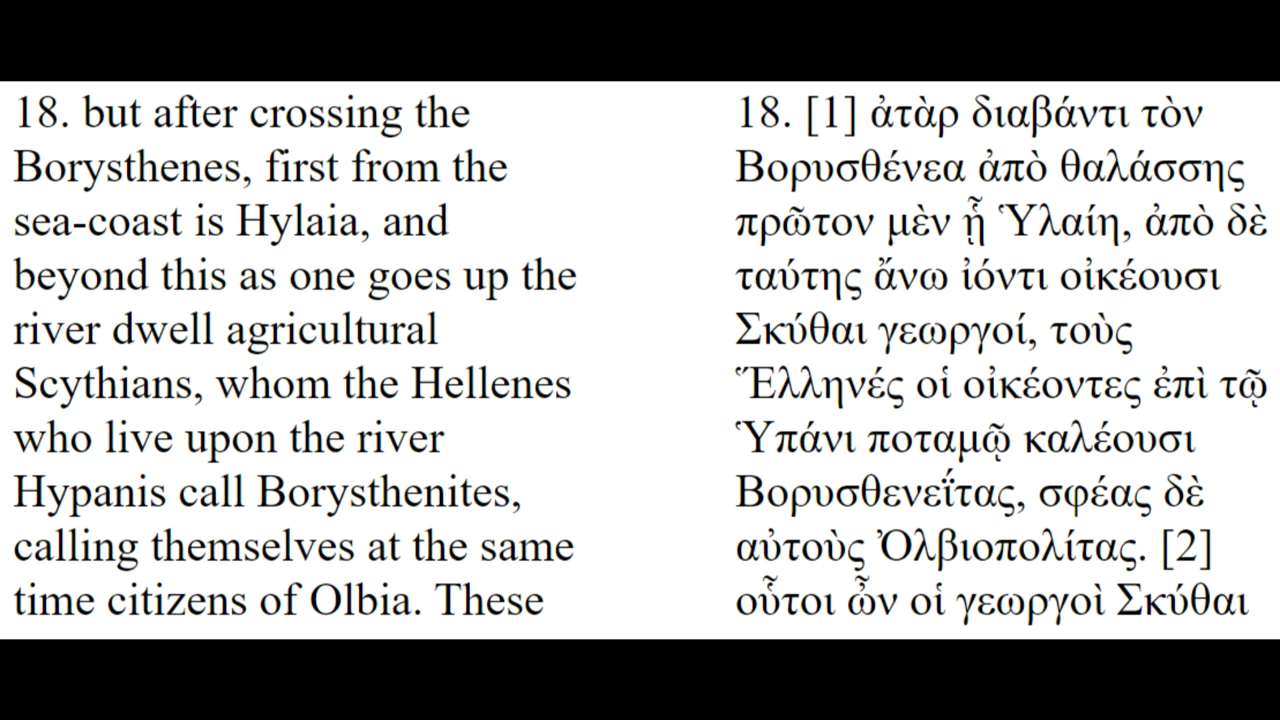 18. but after crossing the
Borysthenes, first from the
sea-coast is Hylaia, and
beyond this as one goes up the
river dwell agricultural
Scythians, whom the Hellenes
who live upon the river
Hypanis call Borysthenites,
calling themselves at the same
time citizens of Olbia. These
18. [1] ἀτὰρ διαβάντι τὸν
Βορυσθένεα ἀπὸ θαλάσσης
πρῶτον μὲν ᾗ Ὑλαίη, ἀπὸ δὲ
ταύτης ἄνω ἰόντι οἰκέουσι
Σκύθαι γεωργοί, τοὺς
Ἕλληνές οἱ οἰκέοντες ἐπὶ τῷ
Ὑπάνι ποταμῷ καλέουσι
Βορυσθενεΐτας, σφέας δὲ
αὐτοὺς Ὀλβιοπολίτας. [2]
οὗτοι ὦν οἱ γεωργοὶ Σκύθαι